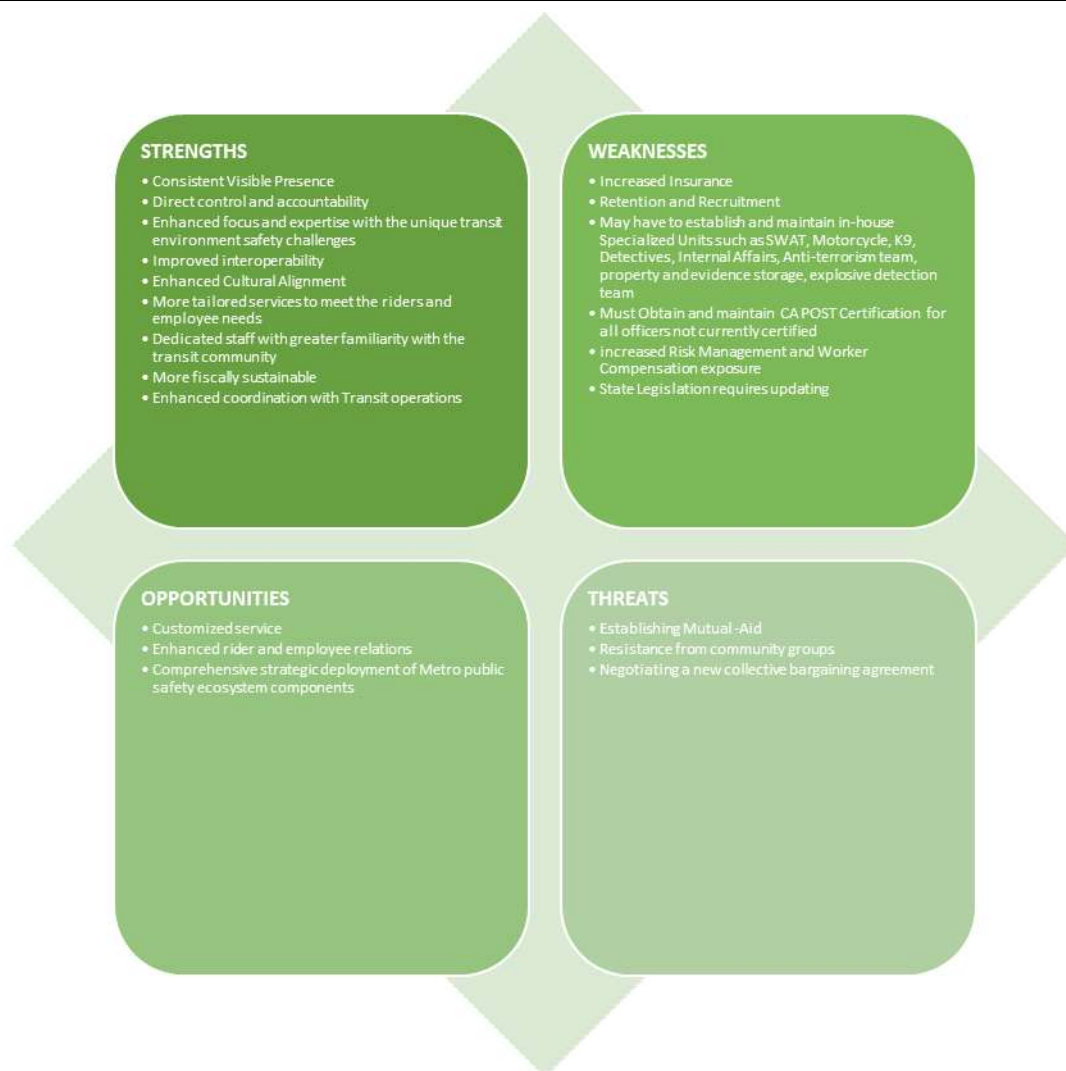 STRENGTHS
• Consistent Visible Presence
• Direct control and accountability
• Enhanced focus and expertise with the unique transit
environment safety challenges
• Improved interoperability
• Enhanced Cultural Alignment
• More tailored services to meet the riders and
employee needs
• Dedicated staff with greater familiarity with the
transit community
• More fiscally sustainable
• Enhanced coordination with Transit operations
WEAKNESSES
• Increased Insurance
• Retention and Recruitment
• May have to establish and maintain in-house
Specialized Units such as SWAT, Motorcycle, K9,
Detectives, Internal Affairs, Anti-terrorism team,
property and evidence storage, explosive detection
team
• Must Obtain and maintain CA POST Certification for
all officers not currently certified
• increased Risk Management and Worker
Compensation exposure
• State Legislation requires updating
OPPORTUNITIES
• Customized service
• Enhanced rider and employee relations
• Comprehensive strategic deployment of Metro public
safety ecosystem components
THREATS
• Establishing Mutual -Aid
• Resistance from community groups
• Negotiating a new collective bargaining agreement